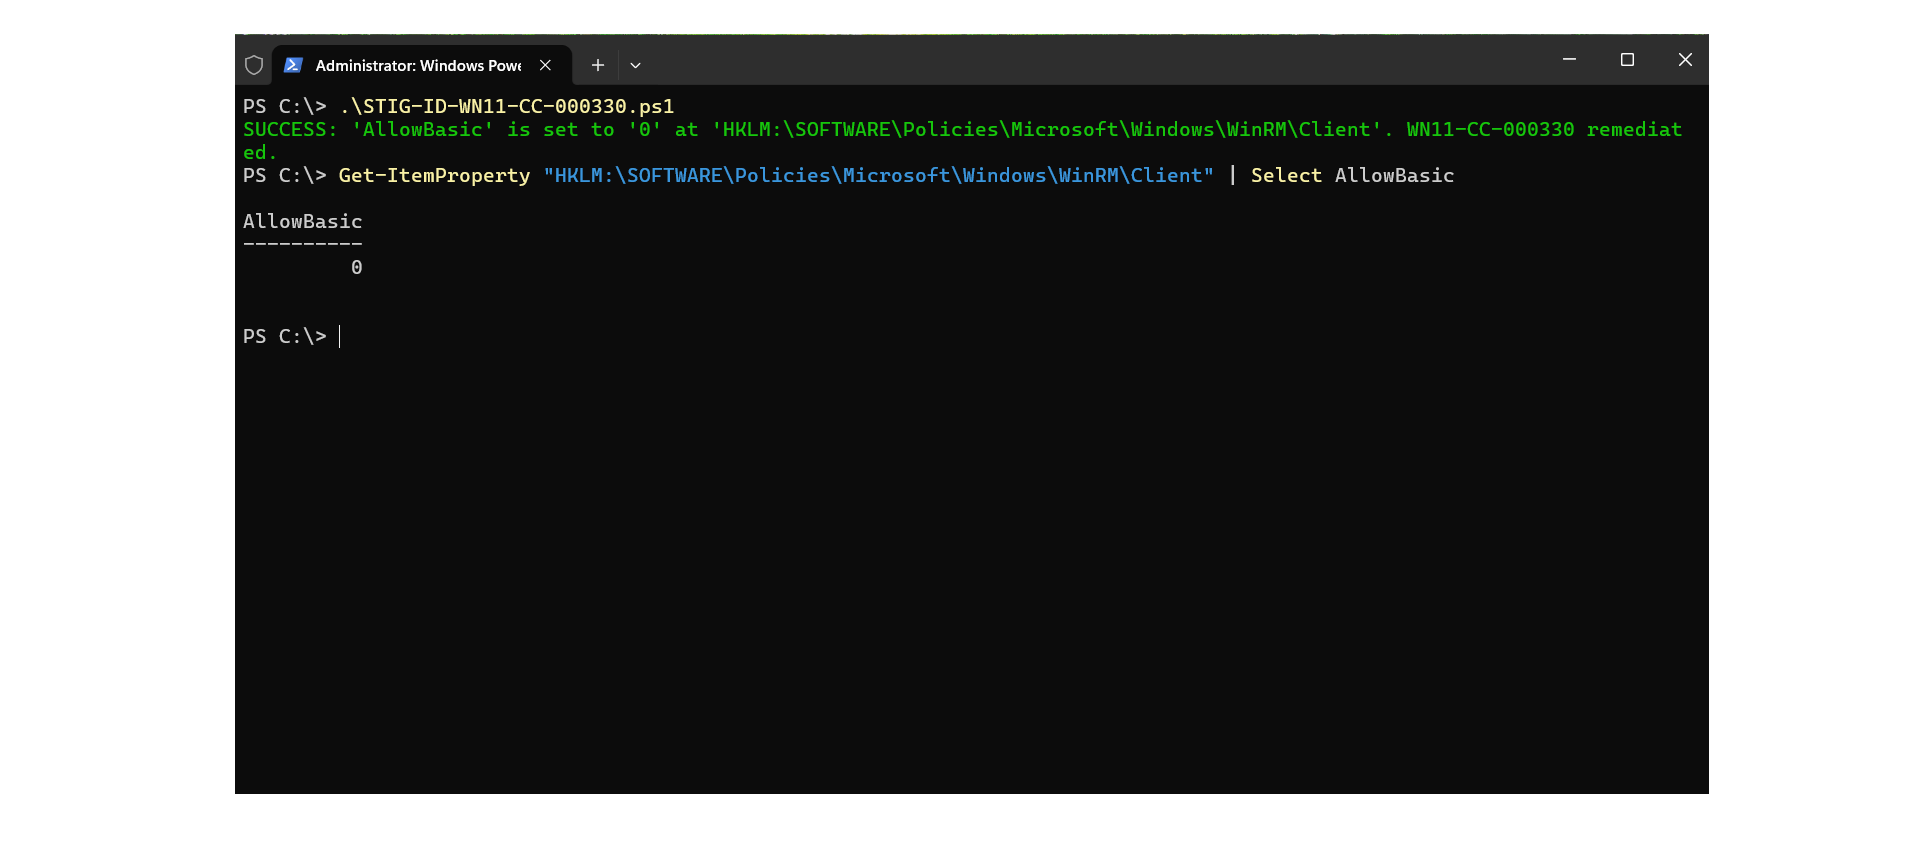 Administrator: Windows Powe
PS C:\> .\STIG-ID-WN11-CC-000330.ps1
SUCCESS: 'AllowBasic' is set to '0' at 'HKLM:\SOFTWARE\Policies\Microsoft\Windows\WinRM\Client'. WN11-CC-000330 remediat
ed.
PS C:\> Get-ItemProperty "HKLM:\SOFTWARE\Policies\Microsoft\Windows\WinRM\Client" | Select AllowBasic
AllowBasic
----------
0
PS C:\>